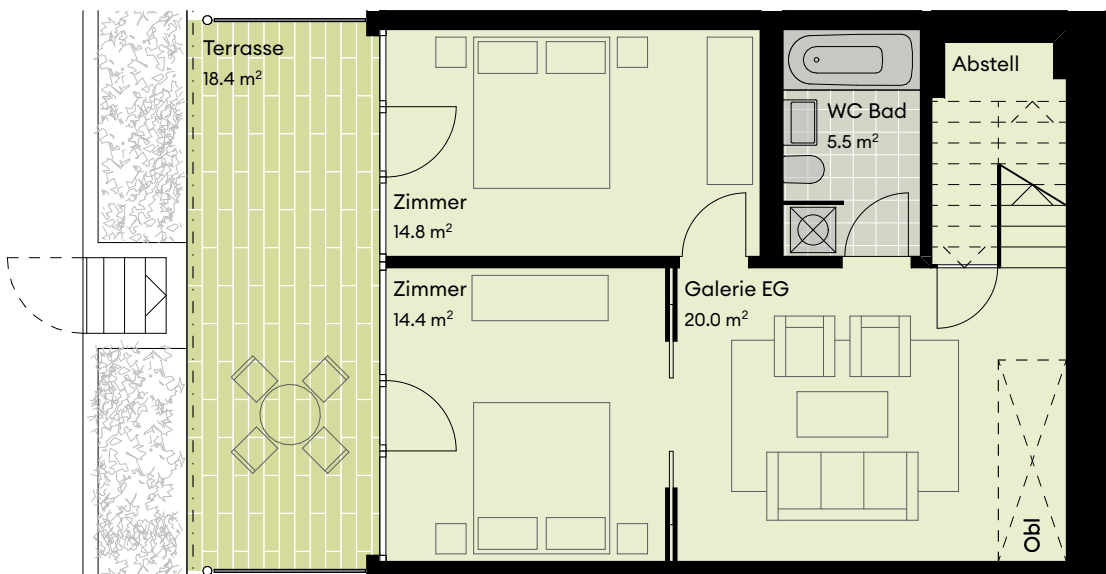 Terrasse
18.4 m²
Abstell
WC Bad
5.5 m²
Zimmer
14.8 m²
Zimmer
14.4 m²
Galerie EG
20.0 m²
Obl